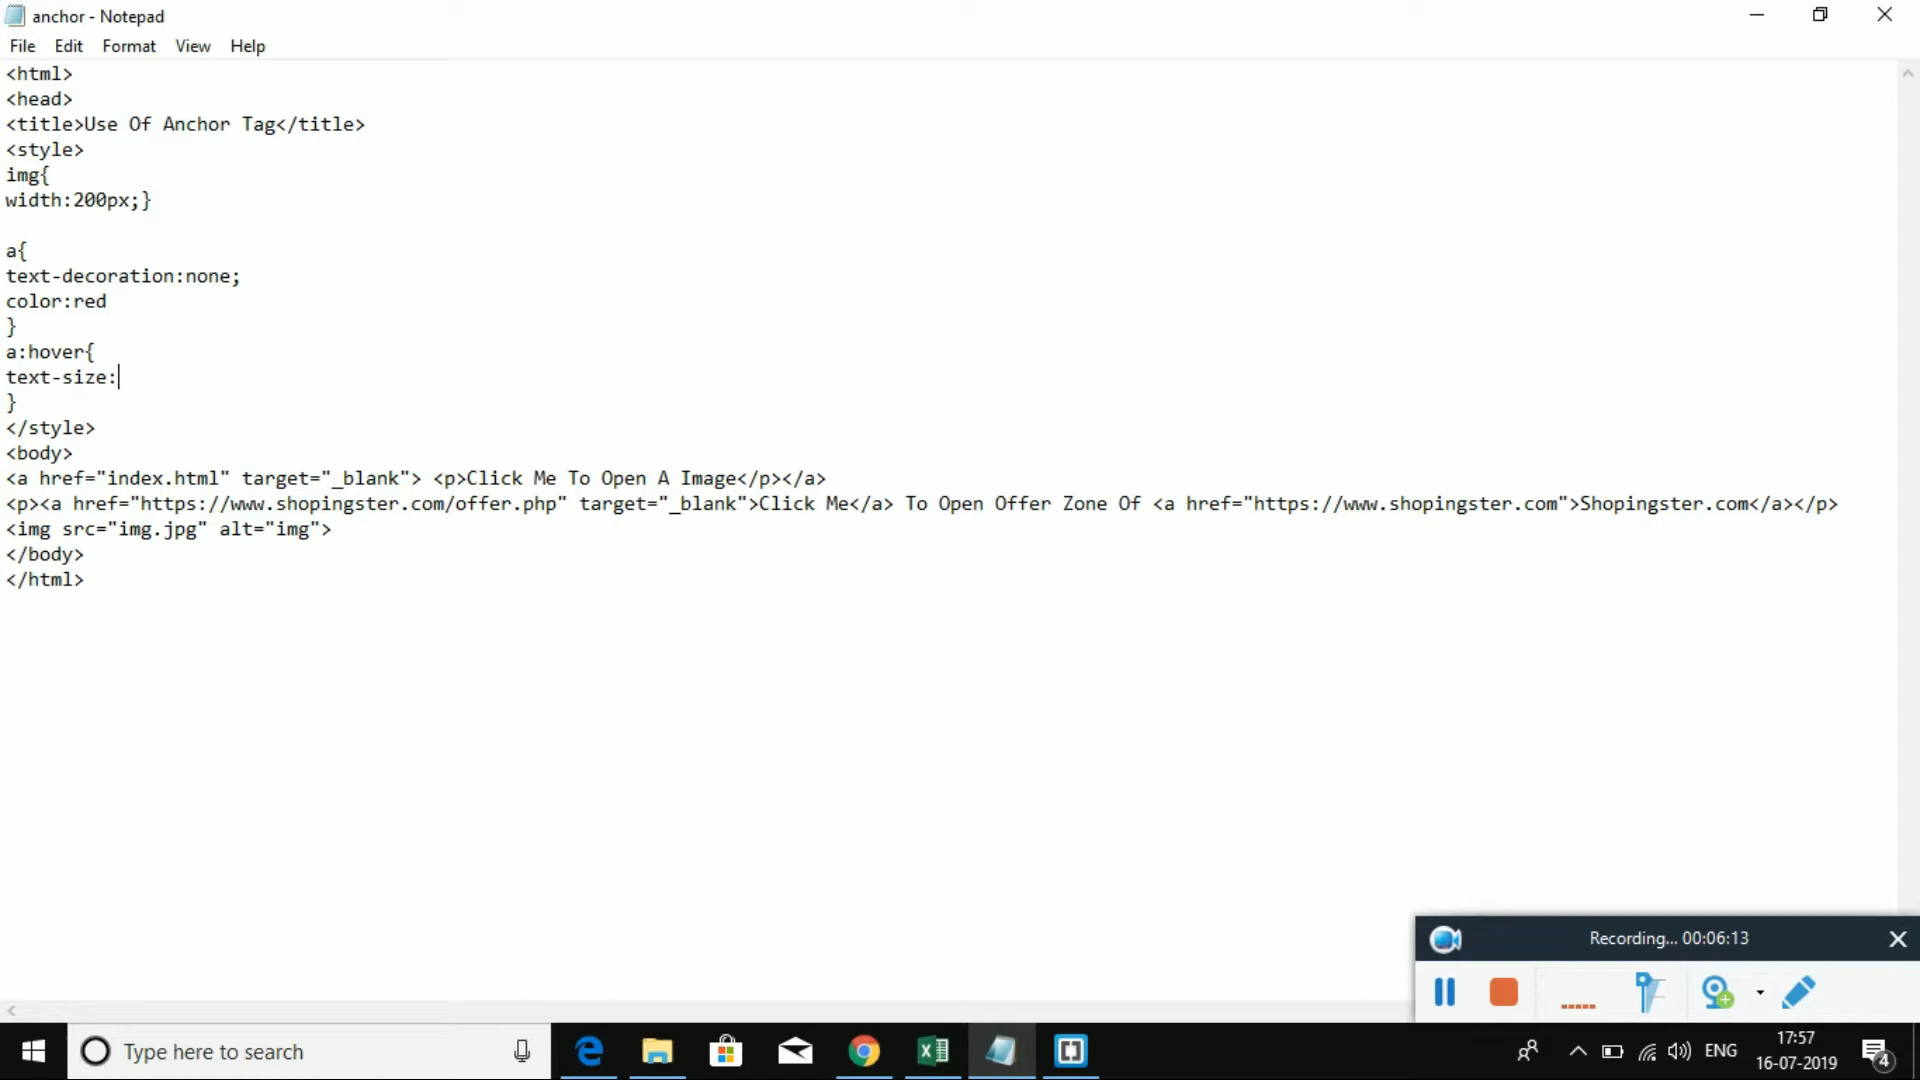 anchor - Notepad
File Edit Format View Help
<html>
<head>
<title>Use Of Anchor Tag</title>
<style>
img{
width:200px;}
a{
text-decoration:none;
color:red
}
a:hover{
text-size:
}
</style>
<body>
<a href="index.html" target="_blank"> <p>Click Me To Open A Image</p></a>
<p><a href="https://www.shopingster.com/offer.php" target="_blank">Click Me</a> To Open Offer Zone Of <a href="https://www.shopingster.com">Shopingster.com</a></p>
<img src="img.jpg" alt="img">
</body>
</html>
Recording... 00:06:13
Type here to search
ENG
17:57
16-07-2019
4